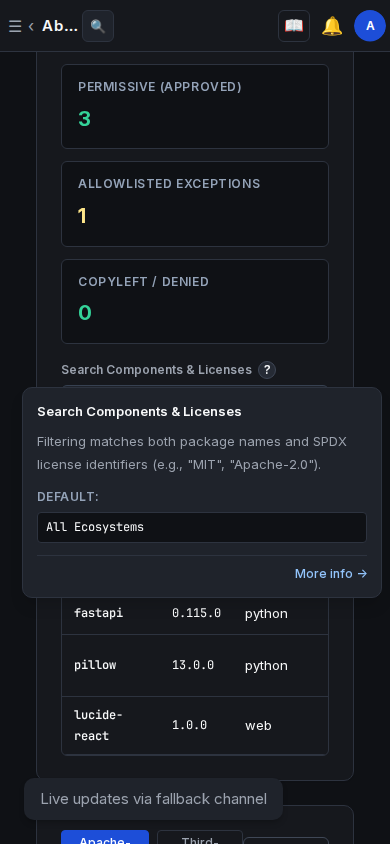 Ab...
A
PERMISSIVE (APPROVED)
3
ALLOWLISTED EXCEPTIONS
1
COPYLEFT / DENIED
0
Search Components & Licenses ?
Search Components & Licenses
Filtering matches both package names and SPDX
license identifiers (e.g., "MIT", "Apache-2.0").
DEFAULT:
All Ecosystems
More info →
fastapi 0.115.0 python
pillow 13.0.0 python
lucide-
react 1.0.0 web
Live updates via fallback channel
Apache- Third-